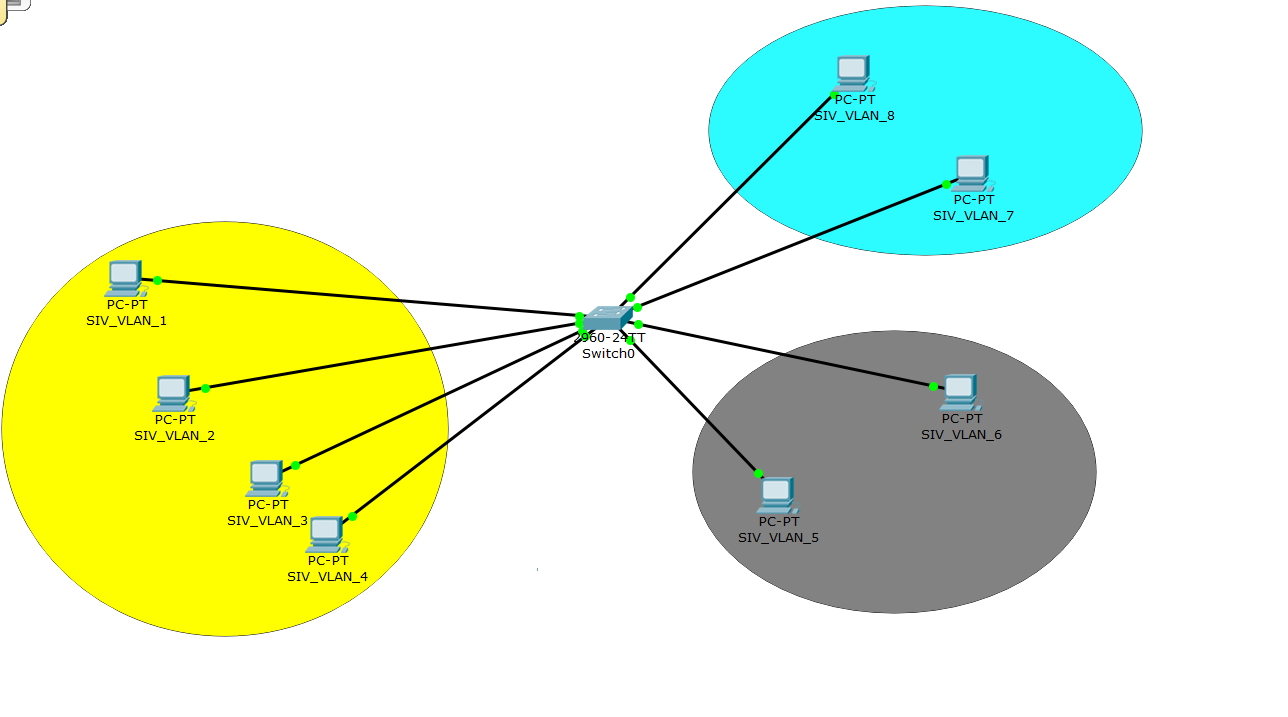 PC-PT
SIV_VLAN_8
PC-PT
SIV_VLAN_7
PC-PT
SIV_VLAN_1
2960-24TT
Switch0
PC-PT
SIV_VLAN_2
PC-PT
SIV_VLAN_6
PC-PT
SIV_VLAN_3
PC-PT
SIV_VLAN_5
PC-PT
SIV_VLAN_4